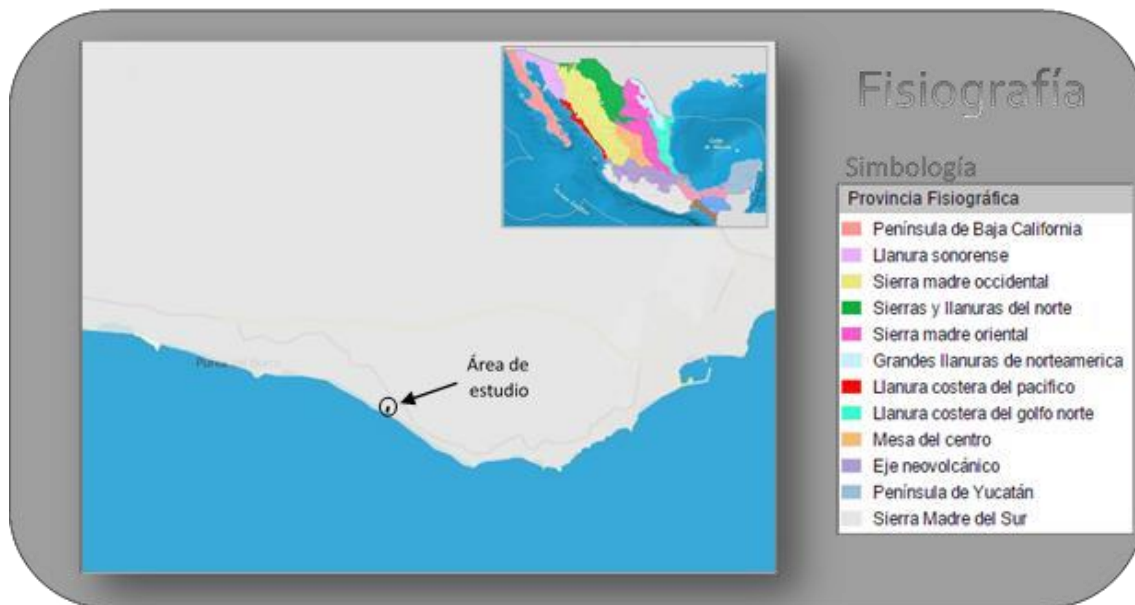 Fisiografía
Simbología
Provincia Fisiográfica
Península de Baja California
Llanura sonorense
Sierra madre occidental
Sierras y llanuras del norte
Sierra madre oriental
Grandes llanuras de norteamerica
Llanura costera del pacífico
Llanura costera del golfo norte
Mesa del centro
Eje neovolcánico
Península de Yucatán
Sierra Madre del Sur
Área de
estudio